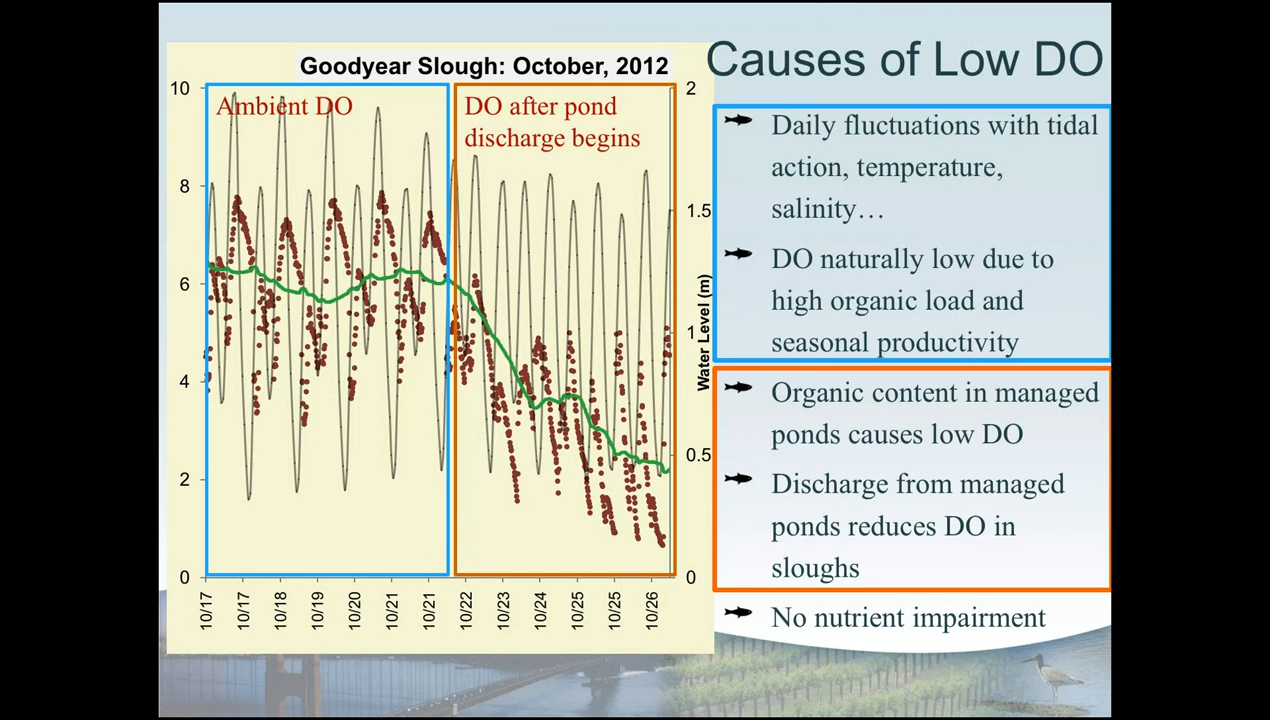 Causes of Low DO
Goodyear Slough: October, 2012
Ambient DO
DO after pond
discharge begins
10
8
6
4
2
0
2
1.5
1
0.5
0
Water Level (m)
10/17
10/17
10/18
10/19
10/20
10/21
10/21
10/22
10/23
10/24
10/25
10/25
10/26
Daily fluctuations with tidal
action, temperature,
salinity…
DO naturally low due to
high organic load and
seasonal productivity
Organic content in managed
ponds causes low DO
Discharge from managed
ponds reduces DO in
sloughs
No nutrient impairment